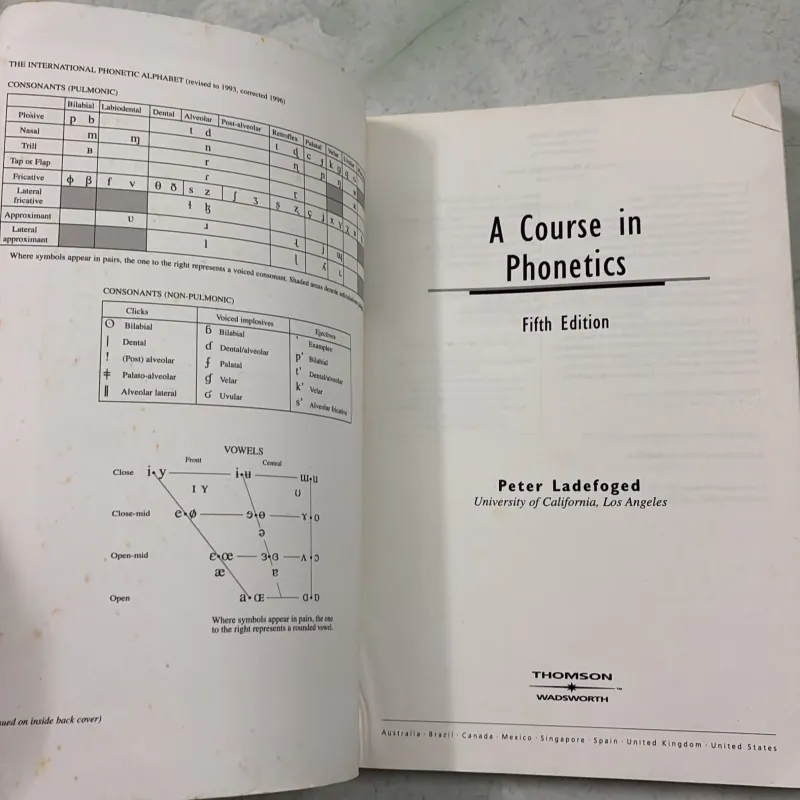 THE INTERNATIONAL PHONETIC ALPHABET (revised to 1993, corrected 1996)
CONSONANTS (PULMONIC)
Bilabial Labiodental Dental Alveolar Post-alveolar Retroflex Palatal Velar
Plosive p b t d ʈ ɖ c ɟ k g q ɢ
Nasal m ɱ n ɳ ɲ ŋ
Trill ʙ r
Tap or Flap ɾ ɽ
Fricative ɸ β f v θ ð s z ʃ ʒ ʂ ʐ ç ʝ x ɣ χ ʁ
Lateral
fricative ɬ ɮ
Approximant ʋ ɹ ɻ j ɰ
Lateral
approximant l ɭ ʎ ʟ
Where symbols appear in pairs, the one to the right represents a voiced consonant. Shaded areas denote
CONSONANTS (NON-PULMONIC)
Clicks Voiced implosives Ejectives
ʘ Bilabial ɓ Bilabial ʼ Examples:
ǀ Dental ɗ Dental/alveolar pʼ Bilabial
ǃ (Post) alveolar ʄ Palatal tʼ Dental/alveolar
ǂ Palato-alveolar ɠ Velar kʼ Velar
ǁ Alveolar lateral ʛ Uvular sʼ Alveolar fricative
VOWELS
Front Central
Close i y ɨ ʉ ɯ u
ɪ ʏ ʊ
Close-mid e ø ɘ ɵ ɤ o
ə
Open-mid ɛ œ ɜ ɞ ʌ ɔ
æ ɐ
Open a ɶ ɑ ɒ
Where symbols appear in pairs, the one
to the right represents a rounded vowel.
on inside back cover)
A Course in
Phonetics
Fifth Edition
Peter Ladefoged
University of California, Los Angeles
THOMSON
™
WADSWORTH
Australia · Brazil · Canada · Mexico · Singapore · Spain · United Kingdom · United States